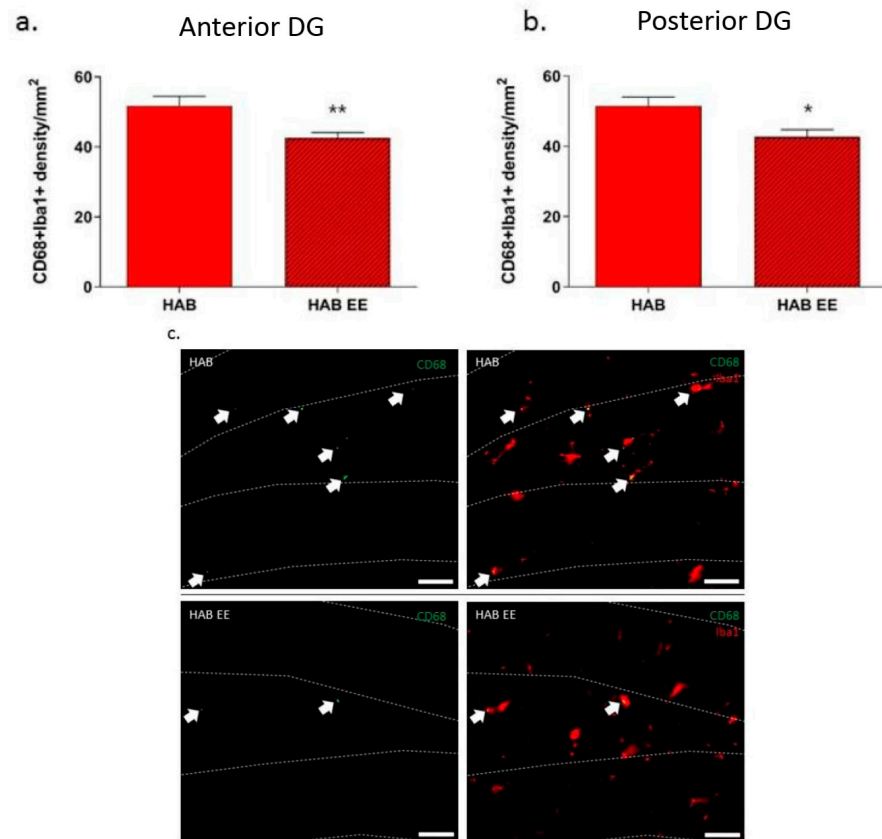 a.
Anterior DG
CD68+Iba1+ density/mm²
60
40
20
0
**
HAB
HAB EE
b.
Posterior DG
CD68+Iba1+ density/mm²
60
40
20
0
*
HAB
HAB EE
c.
HAB
CD68
CD68
Iba1
HAB EE
CD68
HAB EE
CD68
Iba1